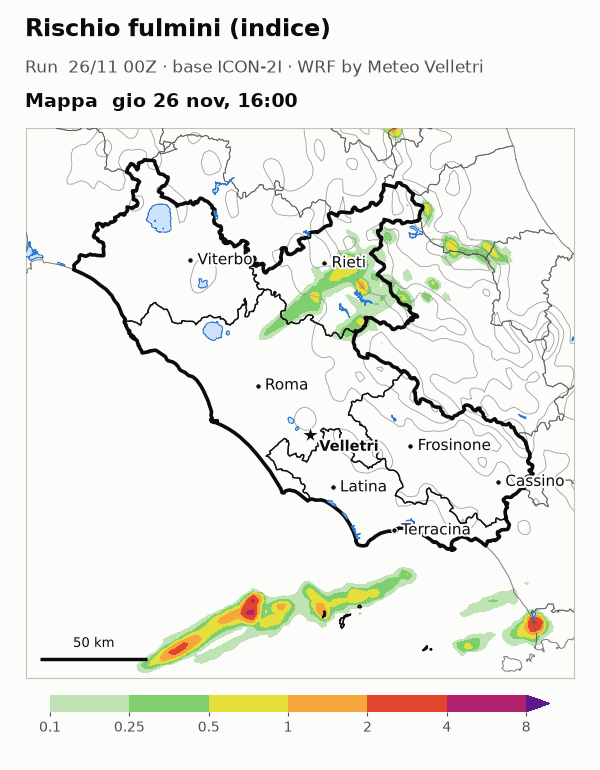 Rischio fulmini (indice)
Run  26/11 00Z · base ICON-2I · WRF by Meteo Velletri
Mappa  gio 26 nov, 16:00
Viterbo
Rieti
Roma
Velletri
Frosinone
Latina
Cassino
Terracina
50 km
0.1 0.25 0.5 1 2 4 8